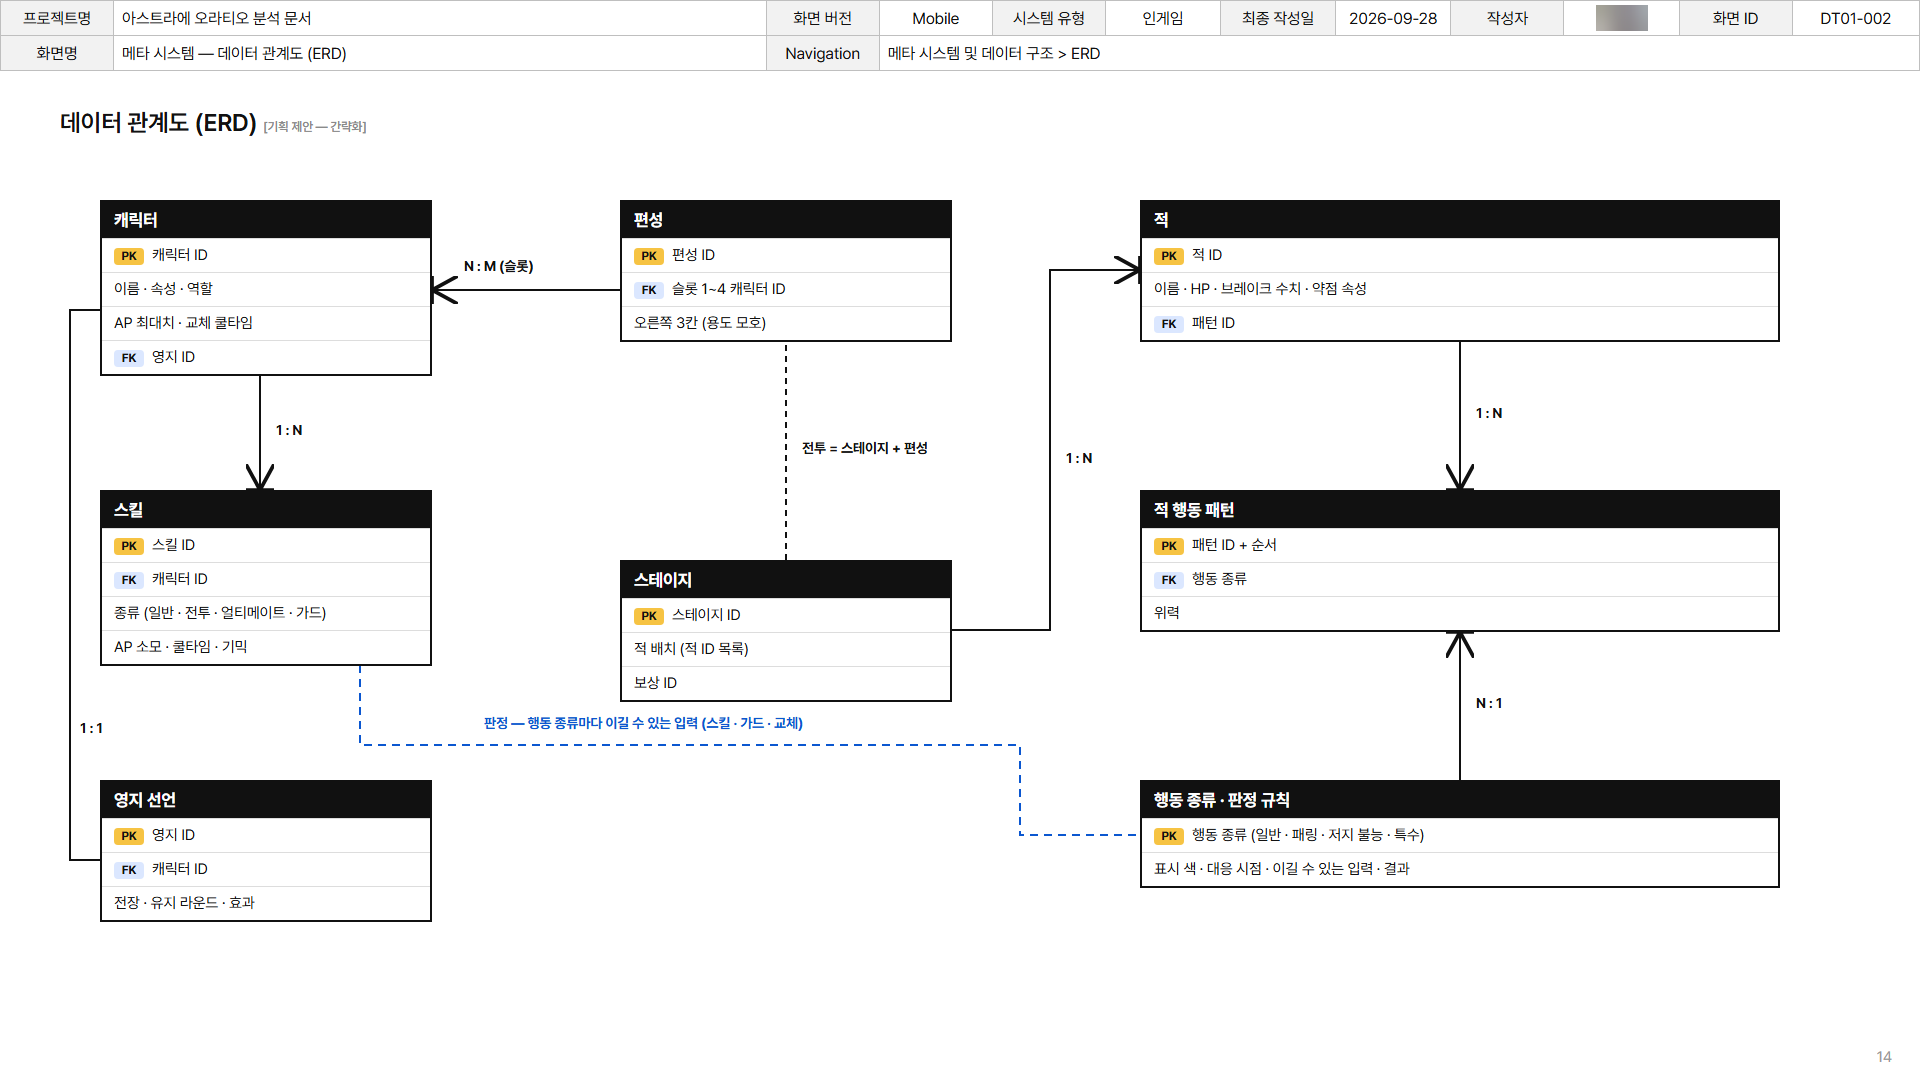 프로젝트명 아스트라에 오라티오 분석 문서 화면 버전 Mobile 시스템 유형 인게임 최종 작성일 2026-09-28 작성자 화면 ID DT01-002
화면명 메타 시스템 — 데이터 관계도 (ERD) Navigation 메타 시스템 및 데이터 구조 > ERD
데이터 관계도 (ERD) [기획 제안 — 간략화]
캐릭터
PK 캐릭터 ID
이름 · 속성 · 역할
AP 최대치 · 교체 쿨타임
FK 영지 ID
N : M (슬롯)
편성
PK 편성 ID
FK 슬롯 1~4 캐릭터 ID
오른쪽 3칸 (용도 모호)
적
PK 적 ID
이름 · HP · 브레이크 수치 · 약점 속성
FK 패턴 ID
1 : N
전투 = 스테이지 + 편성
1 : N
1 : N
스킬
PK 스킬 ID
FK 캐릭터 ID
종류 (일반 · 전투 · 얼티메이트 · 가드)
AP 소모 · 쿨타임 · 기믹
스테이지
PK 스테이지 ID
적 배치 (적 ID 목록)
보상 ID
적 행동 패턴
PK 패턴 ID + 순서
FK 행동 종류
위력
1 : 1
판정 — 행동 종류마다 이길 수 있는 입력 (스킬 · 가드 · 교체)
N : 1
영지 선언
PK 영지 ID
FK 캐릭터 ID
전장 · 유지 라운드 · 효과
행동 종류 · 판정 규칙
PK 행동 종류 (일반 · 패링 · 저지 불능 · 특수)
표시 색 · 대응 시점 · 이길 수 있는 입력 · 결과
14